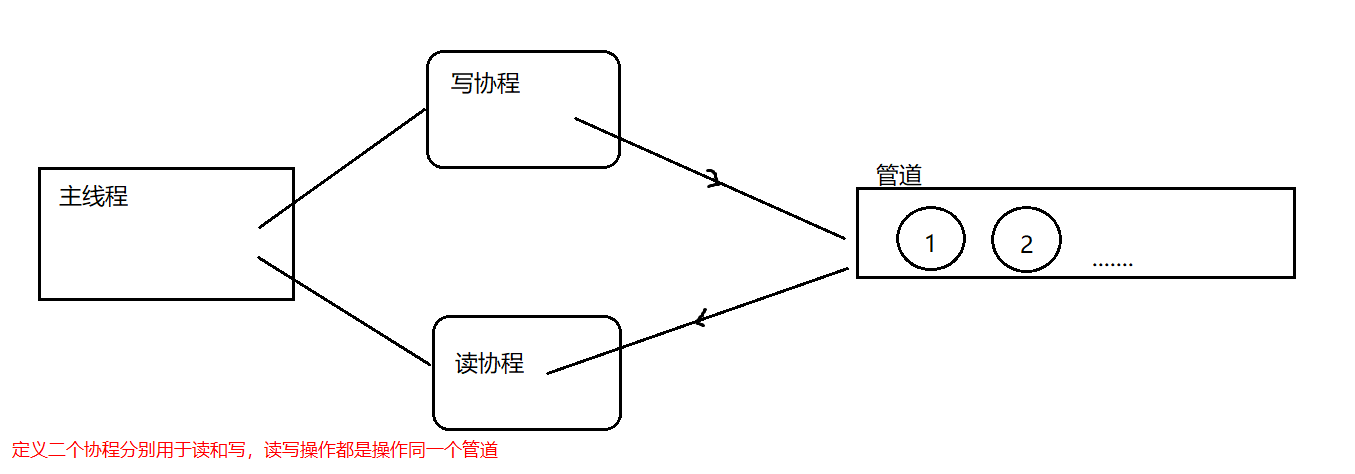 写协程
主线程
管道
1 2 .......
读协程
定义二个协程分别用于读和写，读写操作都是操作同一个管道